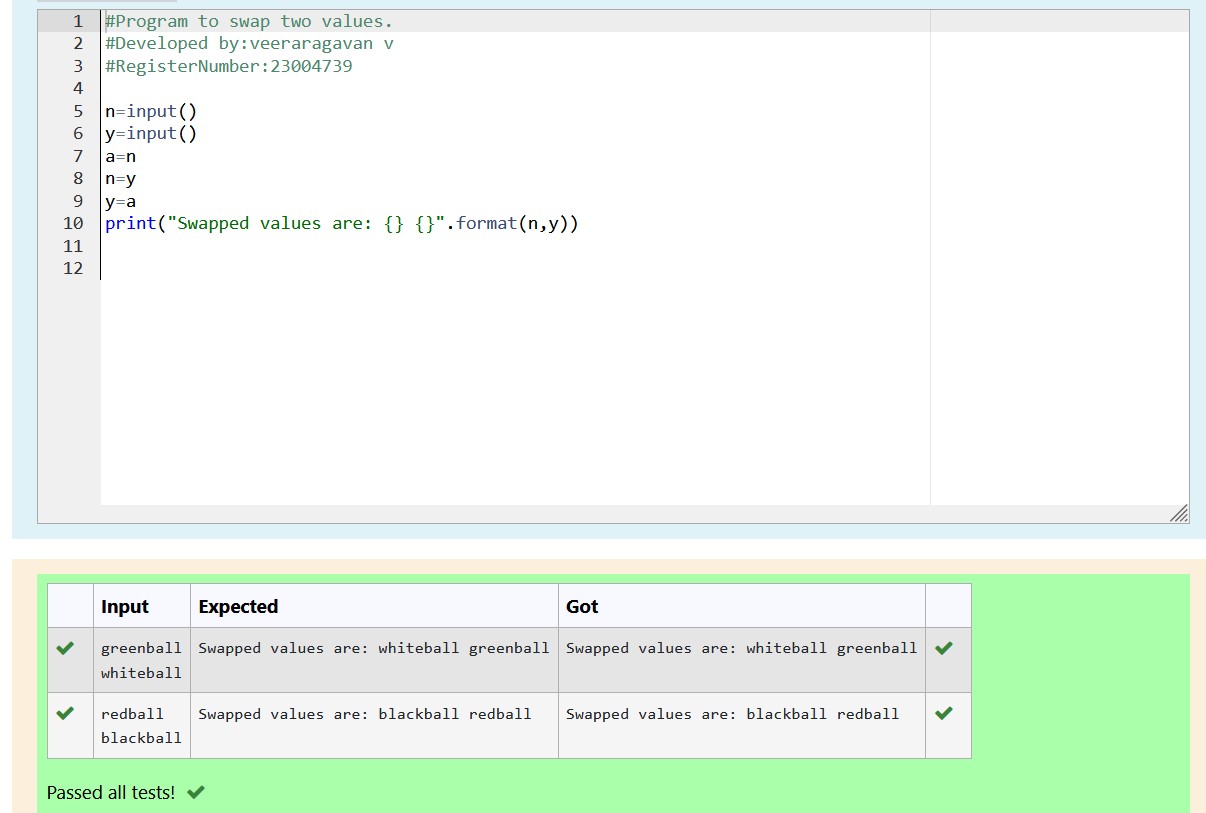 1 #Program to swap two values.
2 #Developed by:veeraragavan v
3 #RegisterNumber:23004739
4
5 n=input()
6 y=input()
7 a=n
8 n=y
9 y=a
10 print("Swapped values are: {} {}".format(n,y))
11
12
Input Expected Got
greenball Swapped values are: whiteball greenball Swapped values are: whiteball greenball
whiteball
redball Swapped values are: blackball redball Swapped values are: blackball redball
blackball
Passed all tests!